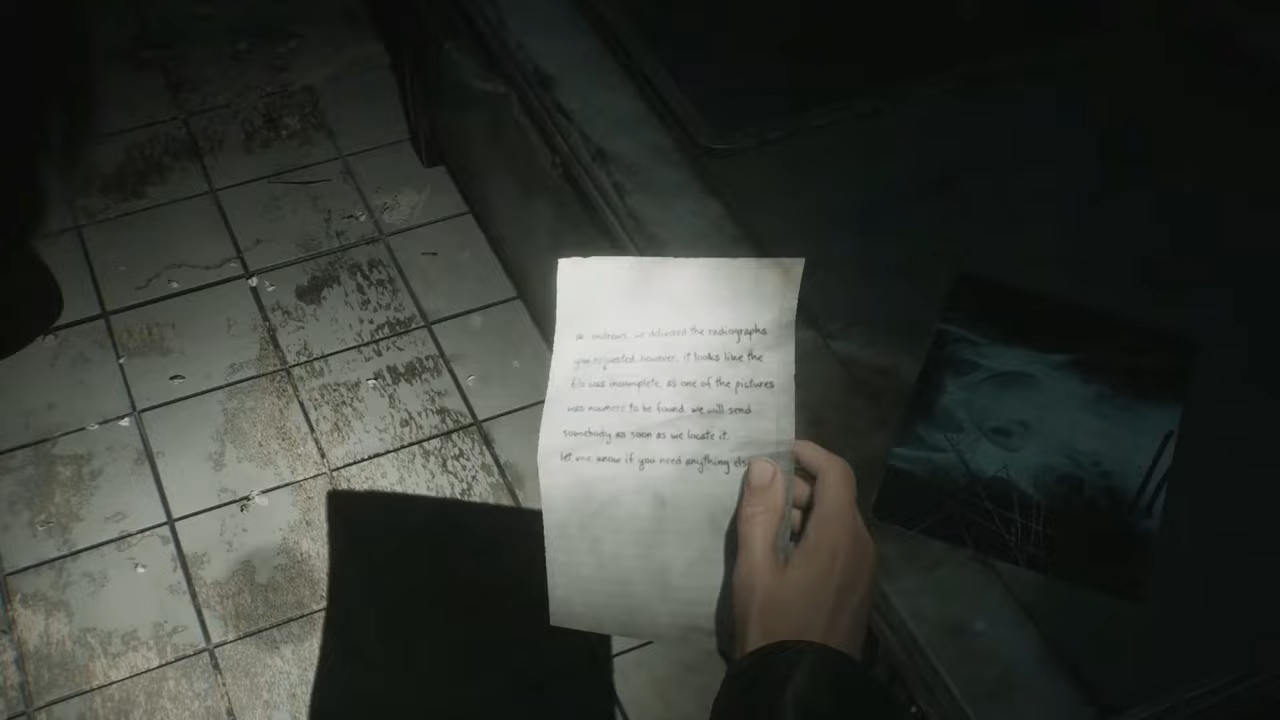 dr. andrews, we delivered the radiographs
you requested. however, it looks like the
file was incomplete, as one of the pictures
was nowhere to be found. we will send
somebody as soon as we locate it.
let me know if you need anything else